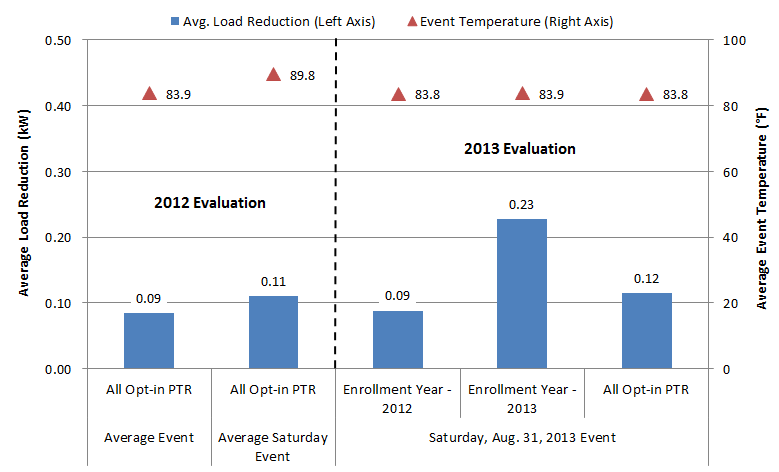 Avg. Load Reduction (Left Axis) Event Temperature (Right Axis)
Average Load Reduction (kW)
0.50
0.40
0.30
0.20
0.10
0.00
83.9
89.8
83.8
83.9
83.8
2012 Evaluation
2013 Evaluation
0.09
0.11
0.09
0.23
0.12
100
80
60
40
20
0
Average Event Temperature (°F)
All Opt-in PTR
All Opt-in PTR
Enrollment Year -
2012
Enrollment Year -
2013
All Opt-in PTR
Average Event
Average Saturday
Event
Saturday, Aug. 31, 2013 Event